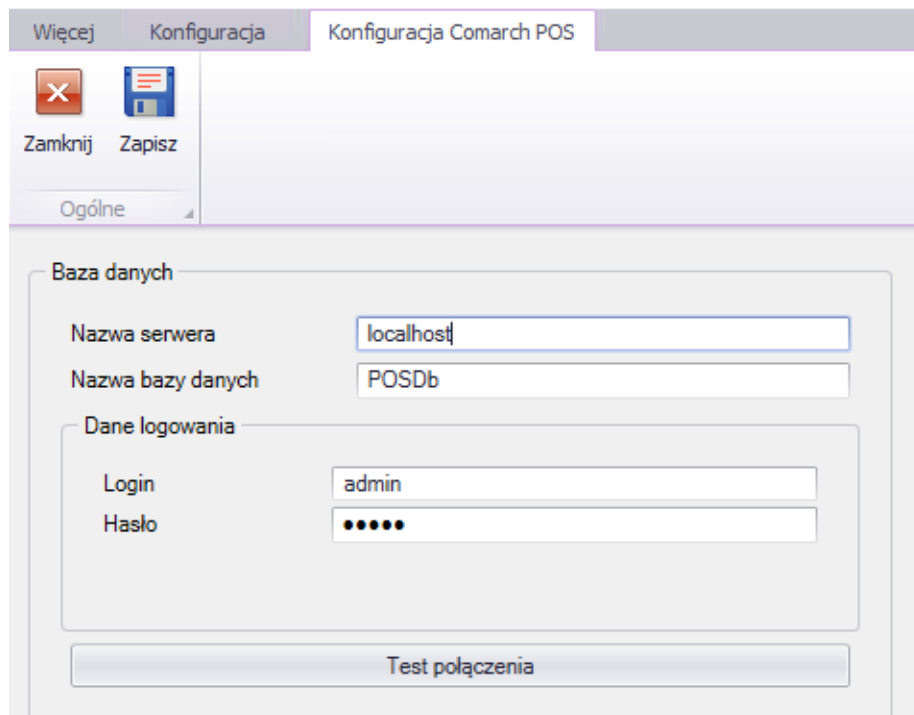 Więcej Konfiguracja Konfiguracja Comarch POS
Zamknij Zapisz
Ogólne
Baza danych
Nazwa serwera localhost
Nazwa bazy danych POSDb
Dane logowania
Login admin
Hasło •••••
Test połączenia